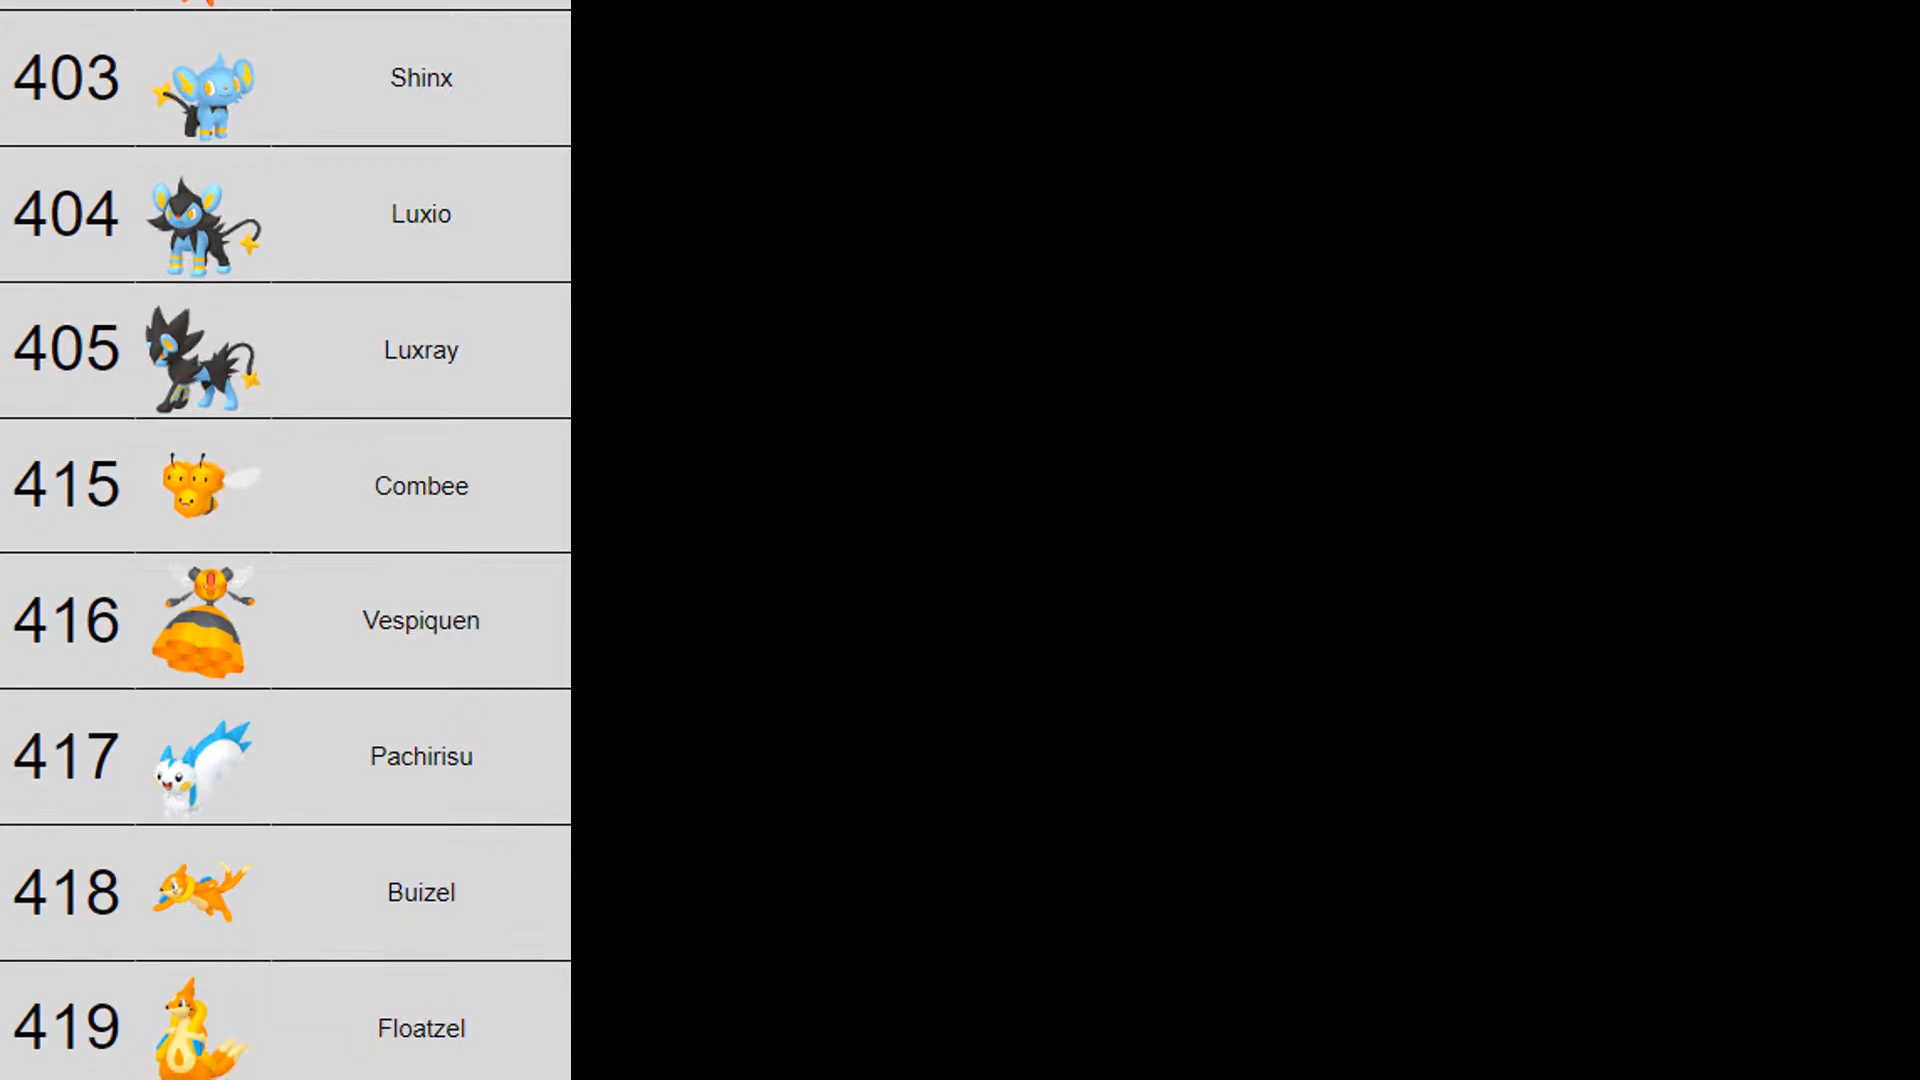 403 Shinx
404 Luxio
405 Luxray
415 Combee
416 Vespiquen
417 Pachirisu
418 Buizel
419 Floatzel